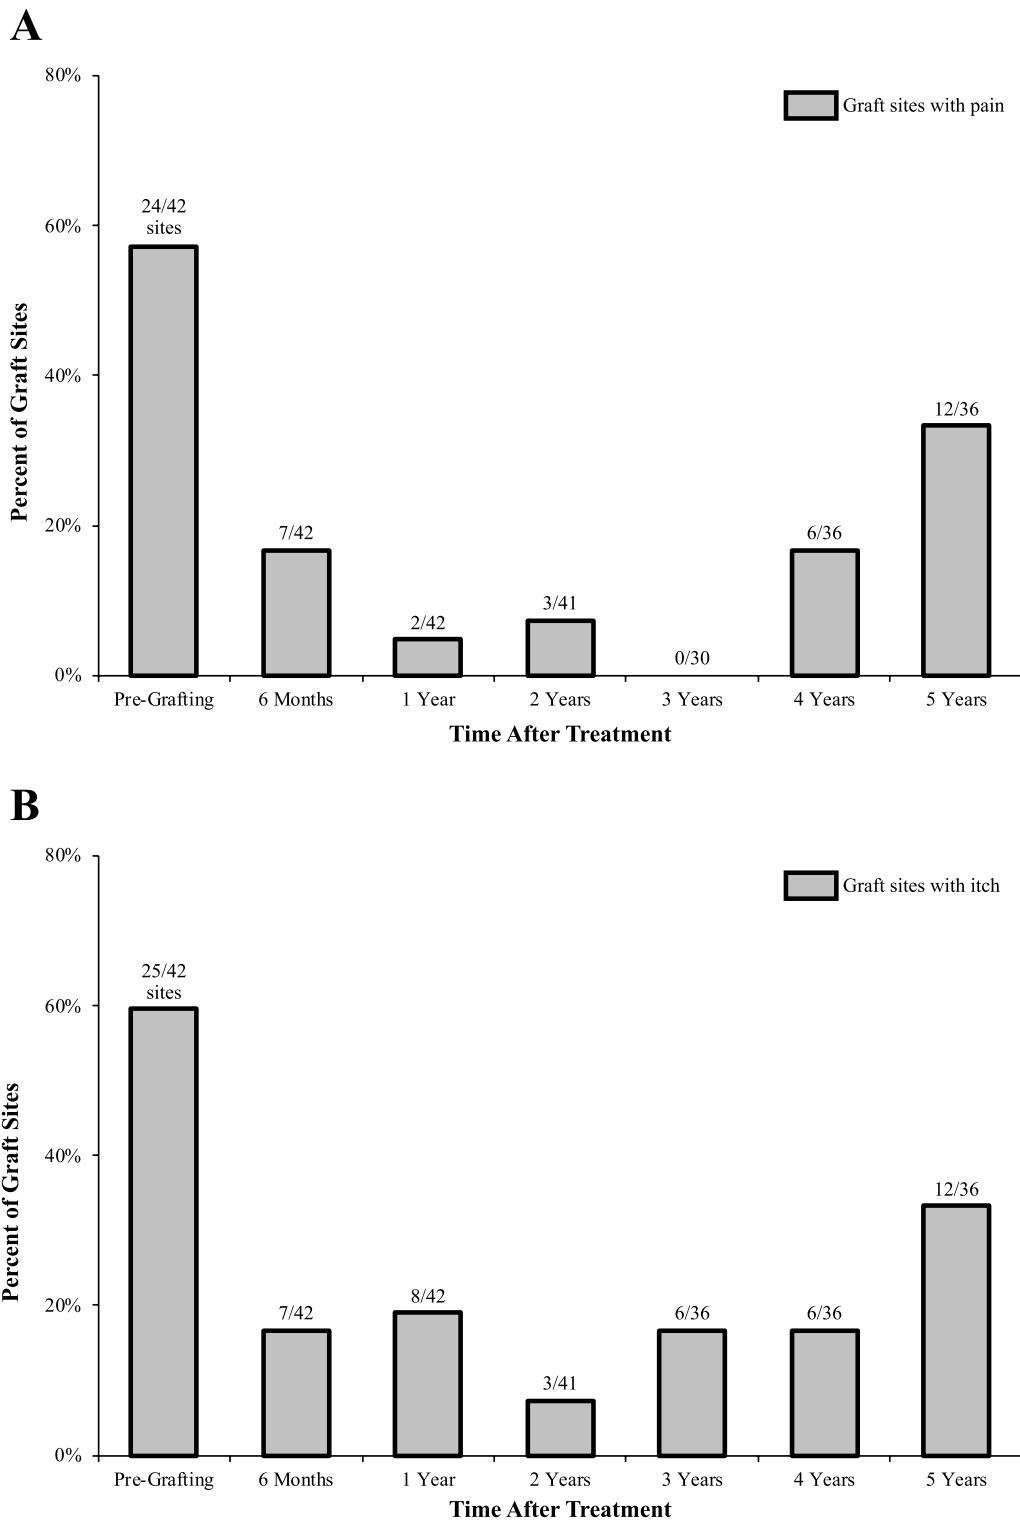 A
80%
Graft sites with pain
24/42
sites
60%
Percent of Graft Sites
40%
12/36
20%
7/42
6/36
3/41
2/42
0/30
0%
Pre-Grafting 6 Months 1 Year 2 Years 3 Years 4 Years 5 Years
Time After Treatment
B
80%
Graft sites with itch
25/42
sites
60%
Percent of Graft Sites
40%
12/36
20%
7/42 8/42 6/36 6/36
3/41
0%
Pre-Grafting 6 Months 1 Year 2 Years 3 Years 4 Years 5 Years
Time After Treatment